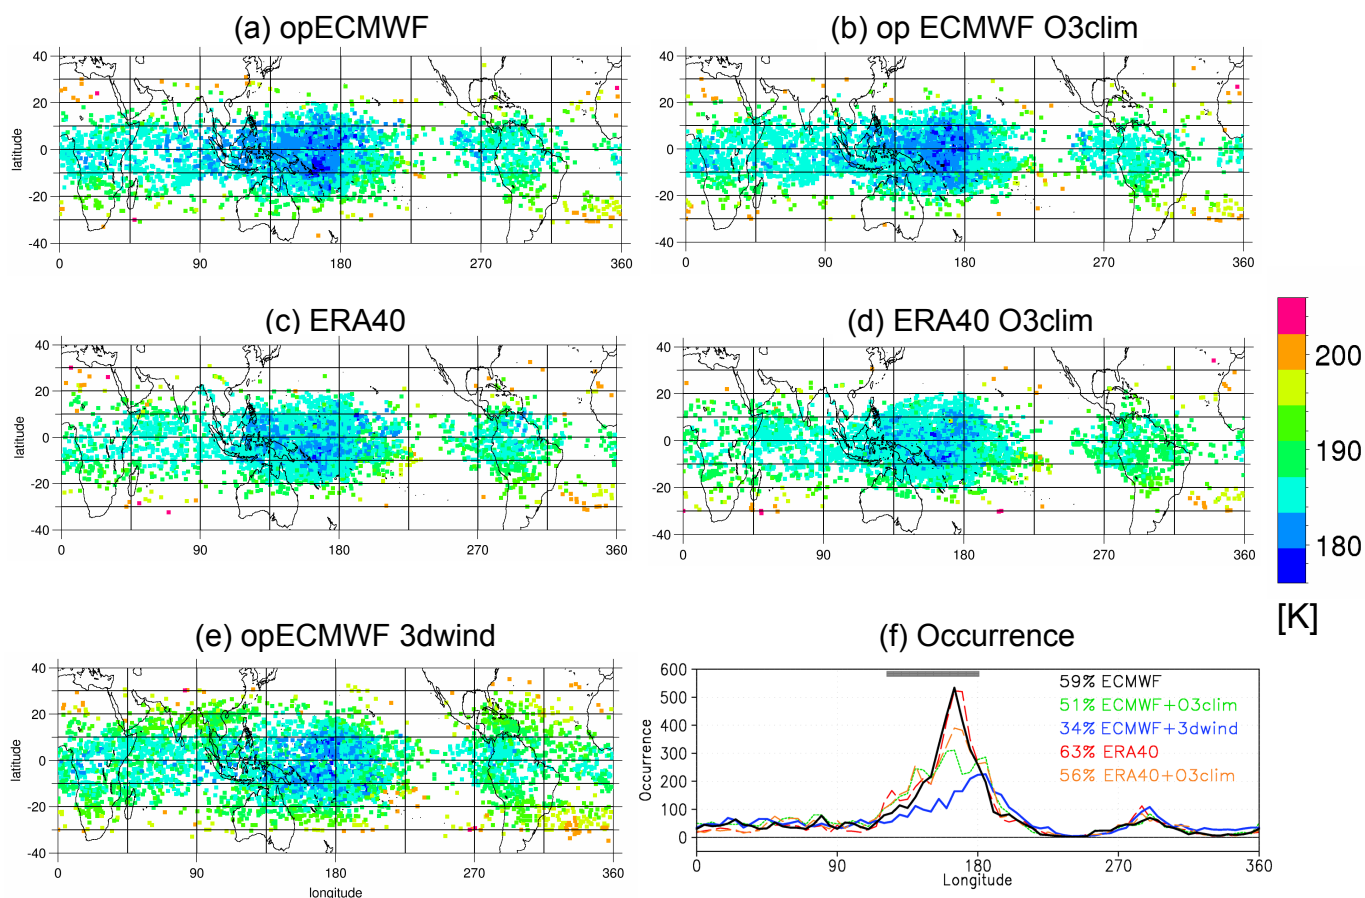 (a) opECMWF
(b) op ECMWF O3clim
40
20
0
-20
-40
latitude
0 90 180 270 360
40
20
0
-20
-40
0 90 180 270 360
(c) ERA40
(d) ERA40 O3clim
40
20
0
-20
-40
latitude
0 90 180 270 360
40
20
0
-20
-40
0 90 180 270 360
200
190
180
[K]
(e) opECMWF 3dwind
(f) Occurrence
40
20
0
-20
-40
latitude
0 90 180 270 360
longitude
600
500
400
300
200
100
0
Occurrence
59% ECMWF
51% ECMWF+O3clim
34% ECMWF+3dwind
63% ERA40
56% ERA40+O3clim
0 90 180 270 360
Longitude